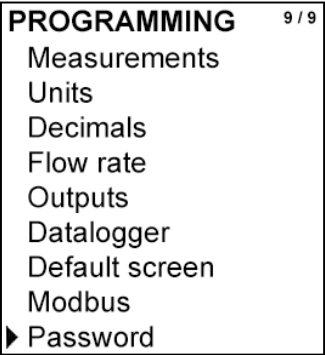 PROGRAMMING 9 / 9
Measurements
Units
Decimals
Flow rate
Outputs
Datalogger
Default screen
Modbus
Password